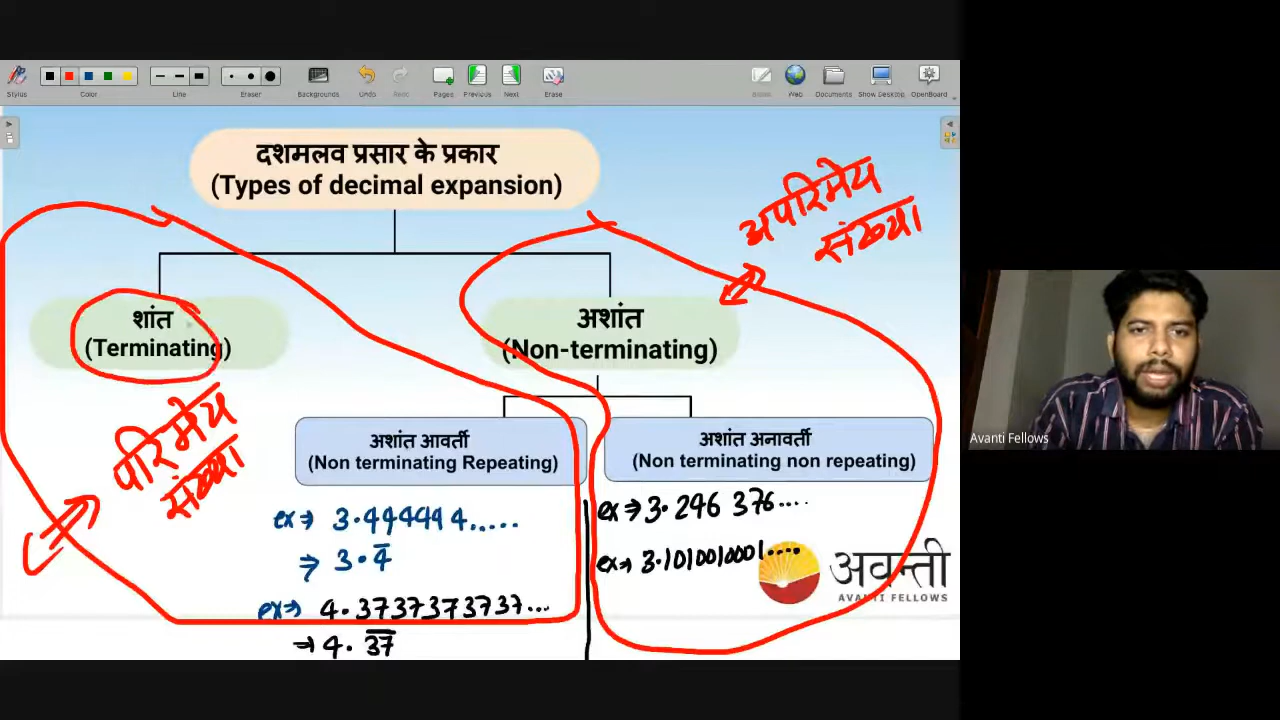 Stylus
Color
Line
Eraser
Backgrounds
Undo
Redo
Pages
Previous
Next
Erase
Board
Web
Documents
Show Desktop
OpenBoard
दशमलव प्रसार के प्रकार
(Types of decimal expansion)
अपरिमेय
संख्या
शांत
(Terminating)
अशांत
(Non-terminating)
परिमेय
संख्या
अशांत आवर्ती
(Non terminating Repeating)
अशांत अनावर्ती
(Non terminating non repeating)
ex⇒ 3.444444.....
⇒ 3.4̅
ex⇒ 4.3737373737...
⇒ 4.3̅7̅
ex⇒ 3.246 376....
ex⇒ 3.1010010001....
अवन्ती
AVANTI FELLOWS
Avanti Fellows